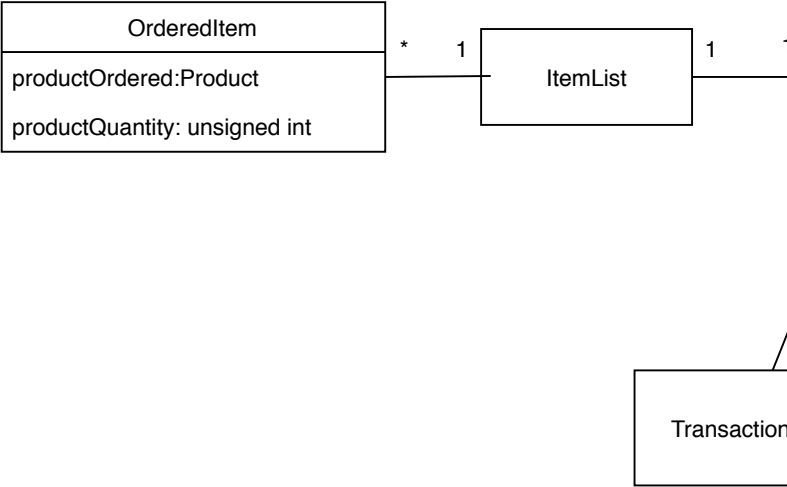 OrderedItem
* 1
1
productOrdered:Product
ItemList
productQuantity: unsigned int
Transaction